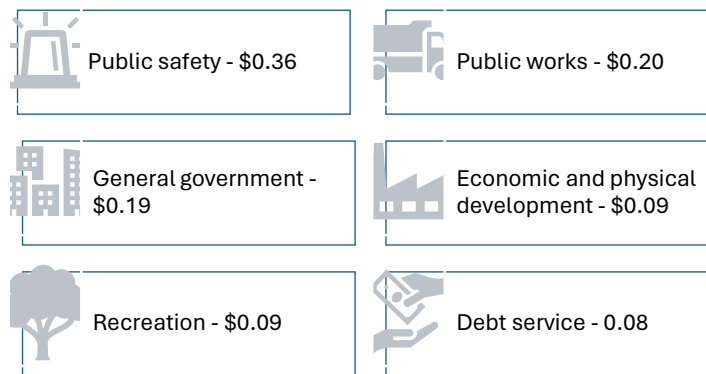 Public safety - $0.36
Public works - $0.20
General government -
$0.19
Economic and physical
development - $0.09
Recreation - $0.09
Debt service - 0.08